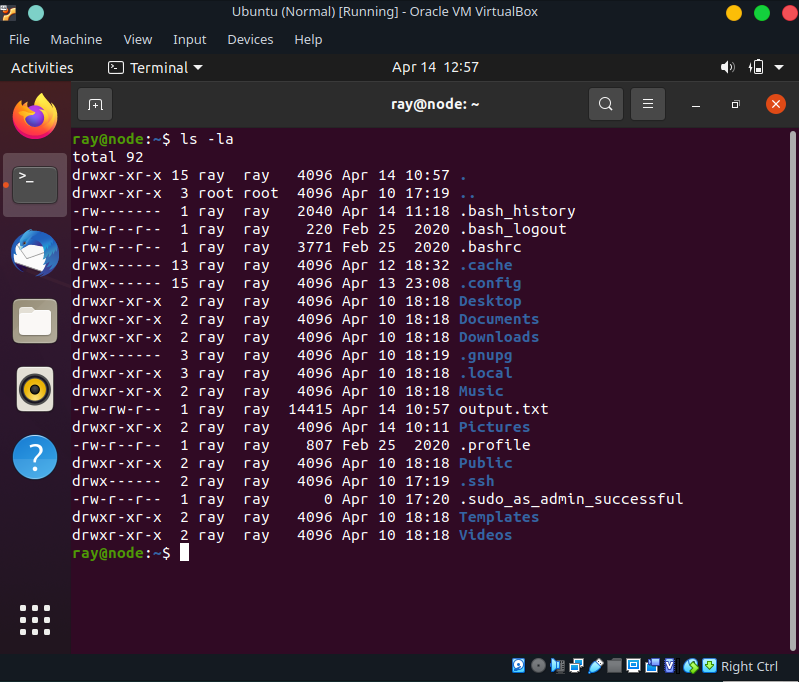 Ubuntu (Normal) [Running] - Oracle VM VirtualBox
File Machine View Input Devices Help
Activities Terminal Apr 14 12:57
ray@node: ~
ray@node:~$ ls -la
total 92
drwxr-xr-x 15 ray  ray   4096 Apr 14 10:57 .
drwxr-xr-x  3 root root  4096 Apr 10 17:19 ..
-rw-------  1 ray  ray   2040 Apr 14 11:18 .bash_history
-rw-r--r--  1 ray  ray    220 Feb 25  2020 .bash_logout
-rw-r--r--  1 ray  ray   3771 Feb 25  2020 .bashrc
drwx------ 13 ray  ray   4096 Apr 12 18:32 .cache
drwx------ 15 ray  ray   4096 Apr 13 23:08 .config
drwxr-xr-x  2 ray  ray   4096 Apr 10 18:18 Desktop
drwxr-xr-x  2 ray  ray   4096 Apr 10 18:18 Documents
drwxr-xr-x  2 ray  ray   4096 Apr 10 18:18 Downloads
drwx------  3 ray  ray   4096 Apr 10 18:19 .gnupg
drwxr-xr-x  3 ray  ray   4096 Apr 10 18:18 .local
drwxr-xr-x  2 ray  ray   4096 Apr 10 18:18 Music
-rw-rw-r--  1 ray  ray  14415 Apr 14 10:57 output.txt
drwxr-xr-x  2 ray  ray   4096 Apr 14 10:11 Pictures
-rw-r--r--  1 ray  ray    807 Feb 25  2020 .profile
drwxr-xr-x  2 ray  ray   4096 Apr 10 18:18 Public
drwx------  2 ray  ray   4096 Apr 10 17:19 .ssh
-rw-r--r--  1 ray  ray      0 Apr 10 17:20 .sudo_as_admin_successful
drwxr-xr-x  2 ray  ray   4096 Apr 10 18:18 Templates
drwxr-xr-x  2 ray  ray   4096 Apr 10 18:18 Videos
ray@node:~$
Right Ctrl